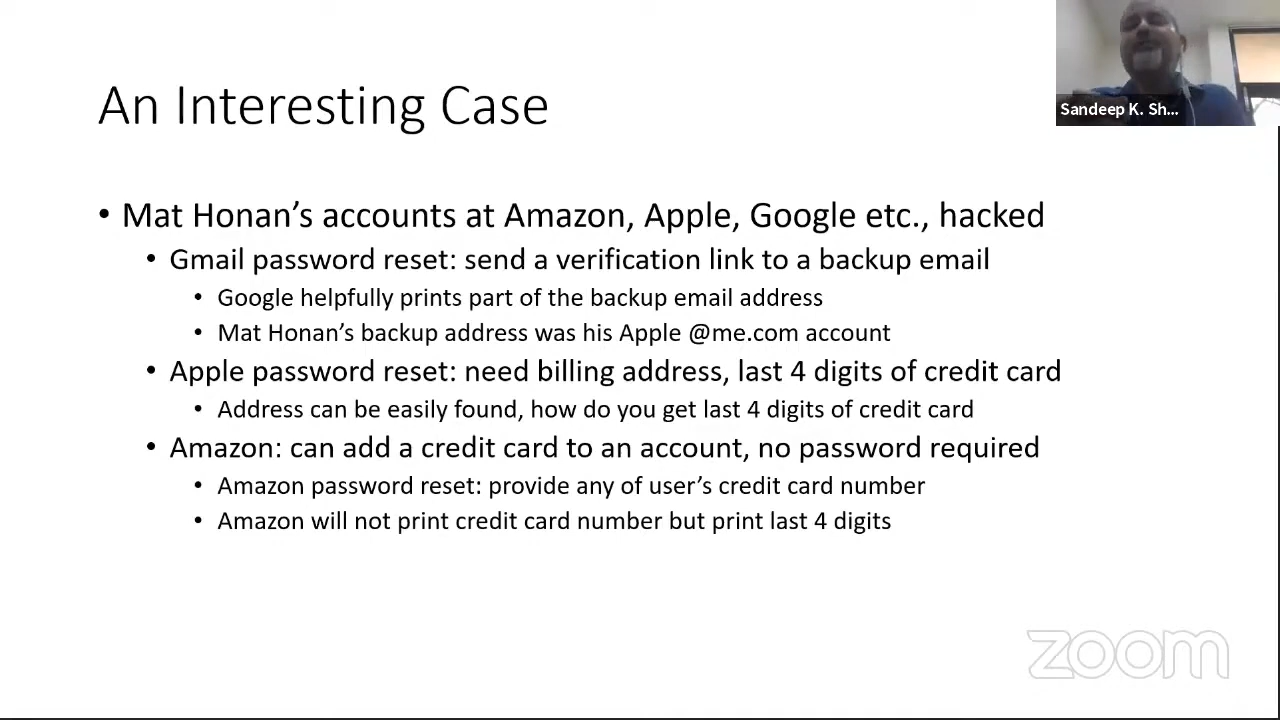 An Interesting Case
Sandeep K. Sh...
• Mat Honan’s accounts at Amazon, Apple, Google etc., hacked
• Gmail password reset: send a verification link to a backup email
• Google helpfully prints part of the backup email address
• Mat Honan’s backup address was his Apple @me.com account
• Apple password reset: need billing address, last 4 digits of credit card
• Address can be easily found, how do you get last 4 digits of credit card
• Amazon: can add a credit card to an account, no password required
• Amazon password reset: provide any of user’s credit card number
• Amazon will not print credit card number but print last 4 digits
zoom